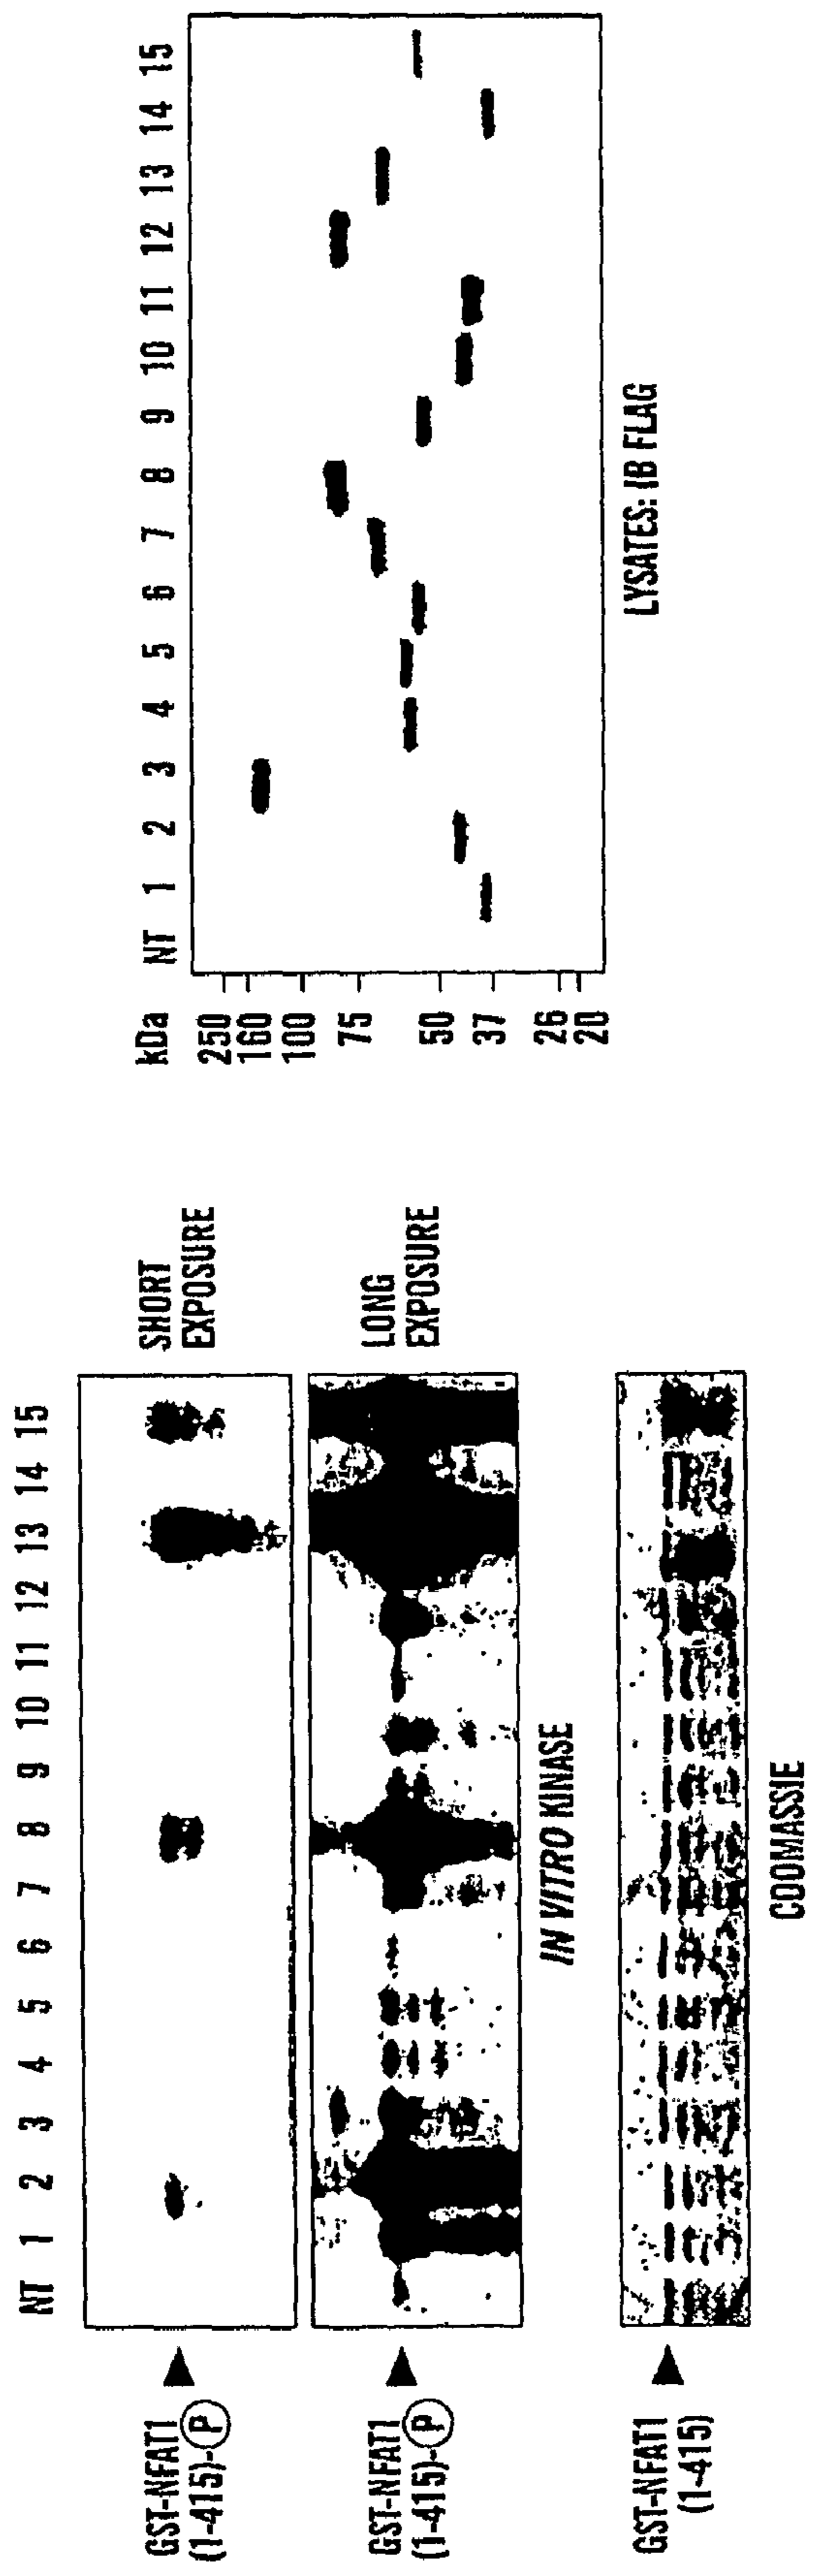 NT 1 2 3 4 5 6 7 8 9 10 11 12 13 14 15
GST-NFAT1
(1-415)-P
SHORT
EXPOSURE
GST-NFAT1
(1-415)-P
LONG
EXPOSURE
IN VITRO KINASE
GST-NFAT1
(1-415)
COOMASSIE
kDa
NT 1 2 3 4 5 6 7 8 9 10 11 12 13 14 15
250
160
100
75
50
37
26
20
LYSATES: IB FLAG